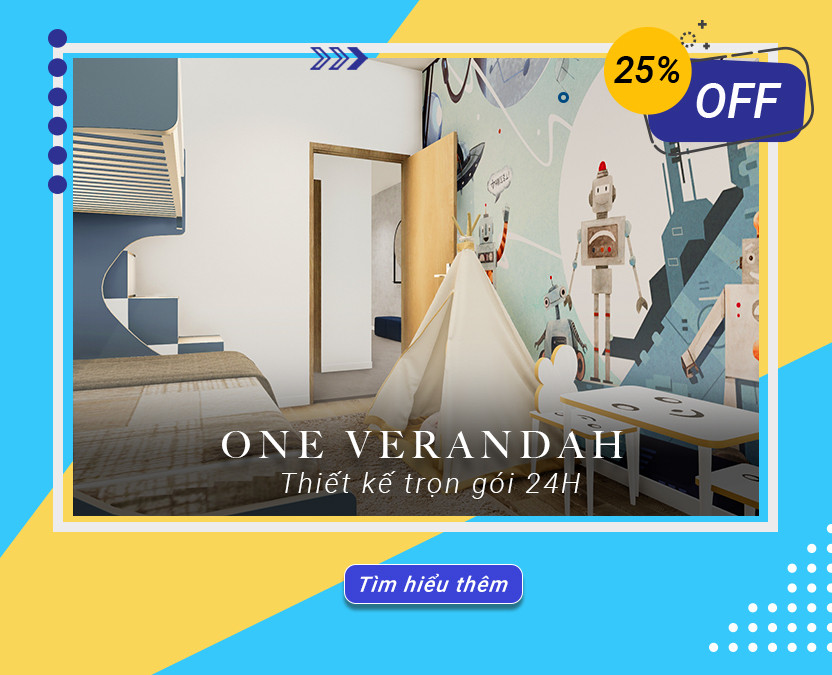 25%
OFF
ONE VERANDAH
Thiết kế trọn gói 24H
Tìm hiểu thêm